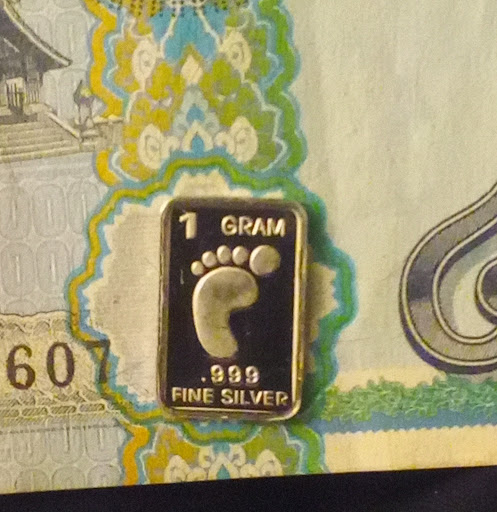 1 GRAM
.999
FINE SILVER
607